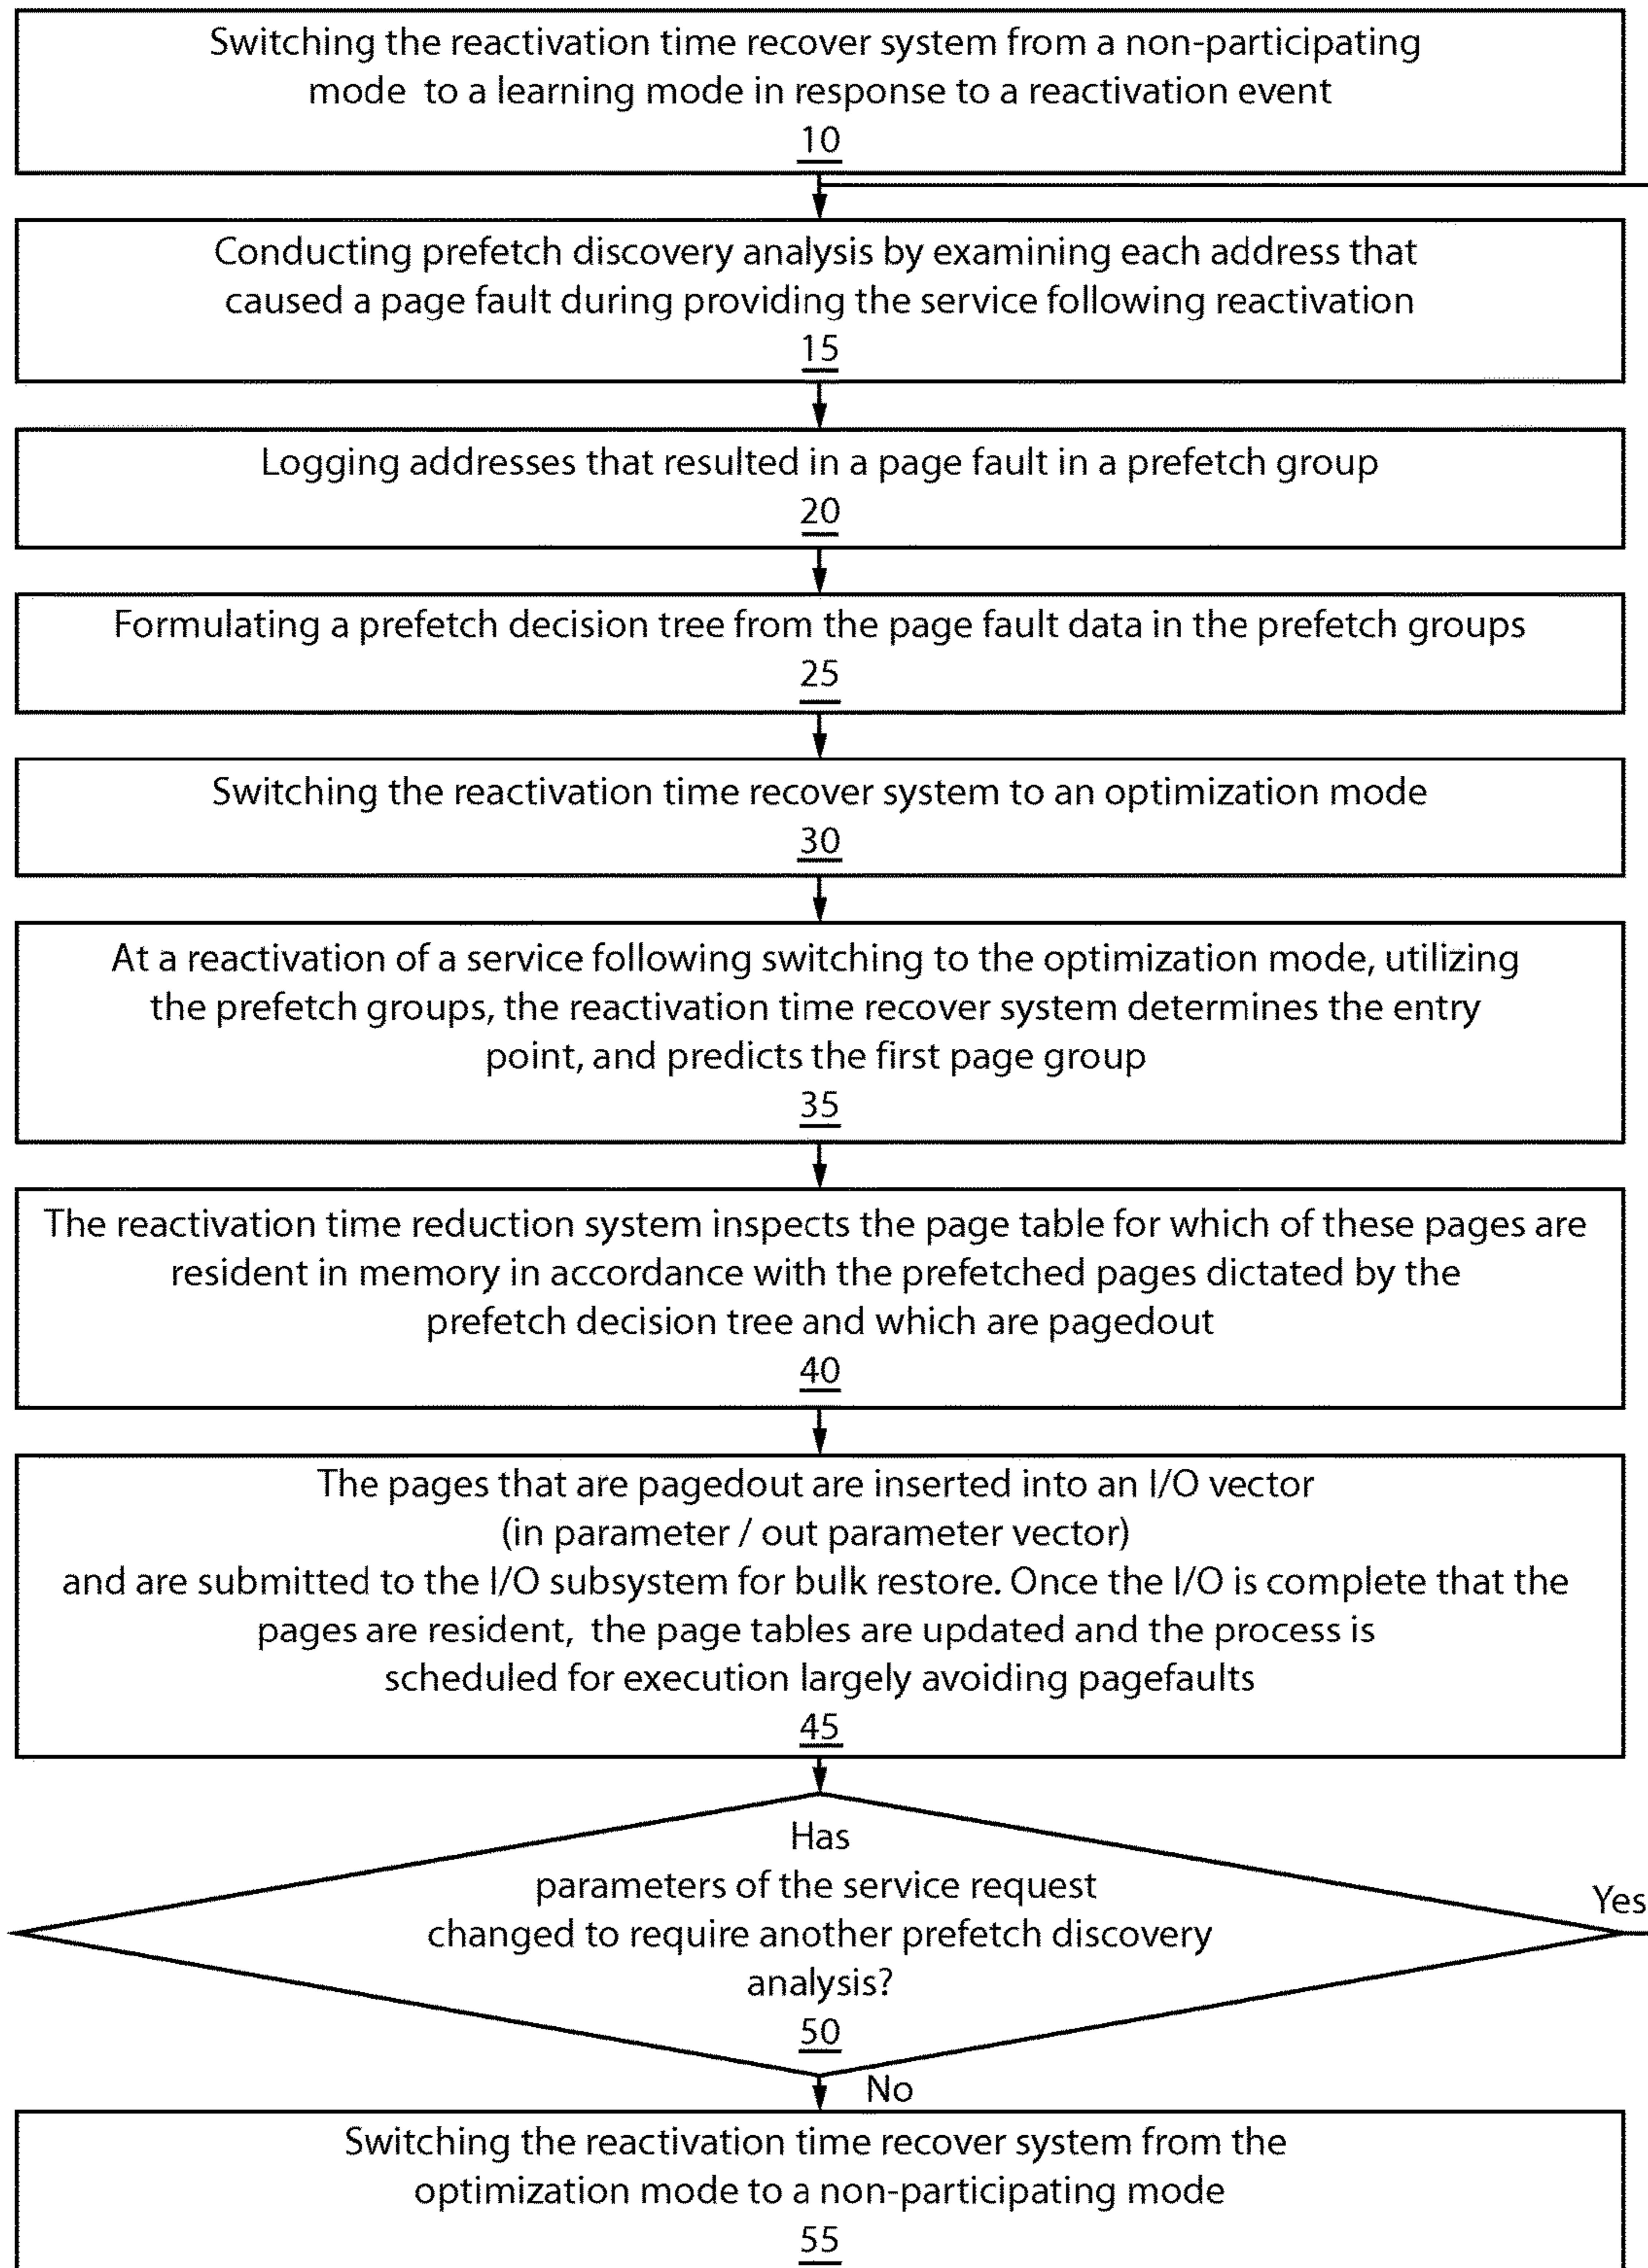 Switching the reactivation time recover system from a non-participating
mode to a learning mode in response to a reactivation event
10
Conducting prefetch discovery analysis by examining each address that
caused a page fault during providing the service following reactivation
15
Logging addresses that resulted in a page fault in a prefetch group
20
Formulating a prefetch decision tree from the page fault data in the prefetch groups
25
Switching the reactivation time recover system to an optimization mode
30
At a reactivation of a service following switching to the optimization mode, utilizing
the prefetch groups, the reactivation time recover system determines the entry
point, and predicts the first page group
35
The reactivation time reduction system inspects the page table for which of these pages are
resident in memory in accordance with the prefetched pages dictated by the
prefetch decision tree and which are pagedout
40
The pages that are pagedout are inserted into an I/O vector
(in parameter / out parameter vector)
and are submitted to the I/O subsystem for bulk restore. Once the I/O is complete that the
pages are resident, the page tables are updated and the process is
scheduled for execution largely avoiding pagefaults
45
Has
parameters of the service request
changed to require another prefetch discovery
analysis?
50
Yes
No
Switching the reactivation time recover system from the
optimization mode to a non-participating mode
55